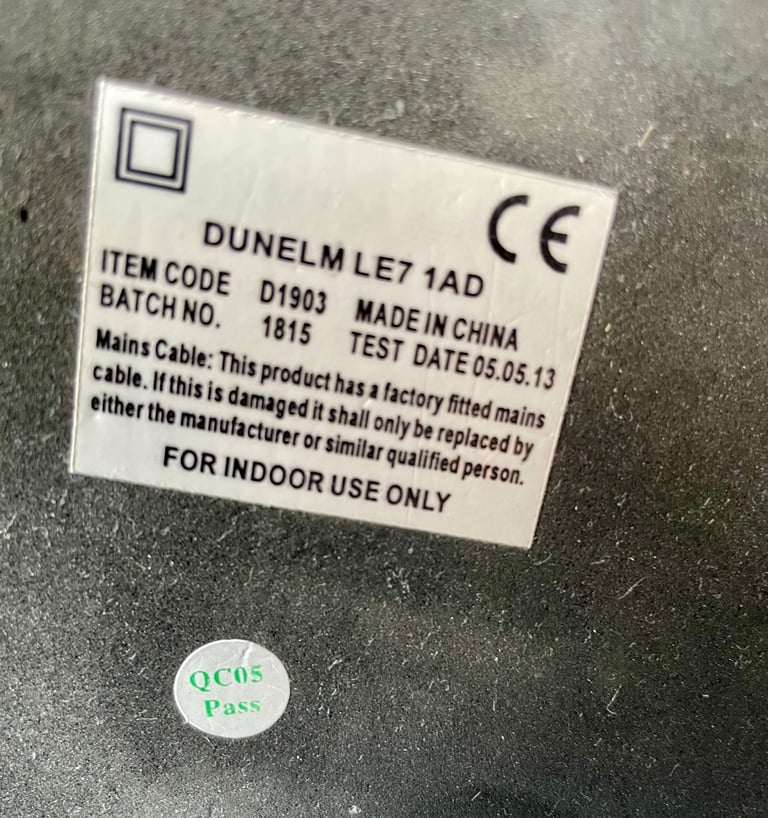 CE
DUNELM LE7 1AD
ITEM CODE D1903 MADE IN CHINA
BATCH NO. 1815 TEST DATE 05.05.13
Mains Cable: This product has a factory fitted mains
cable. If this is damaged it shall only be replaced by
either the manufacturer or similar qualified person.
FOR INDOOR USE ONLY
QC05
Pass